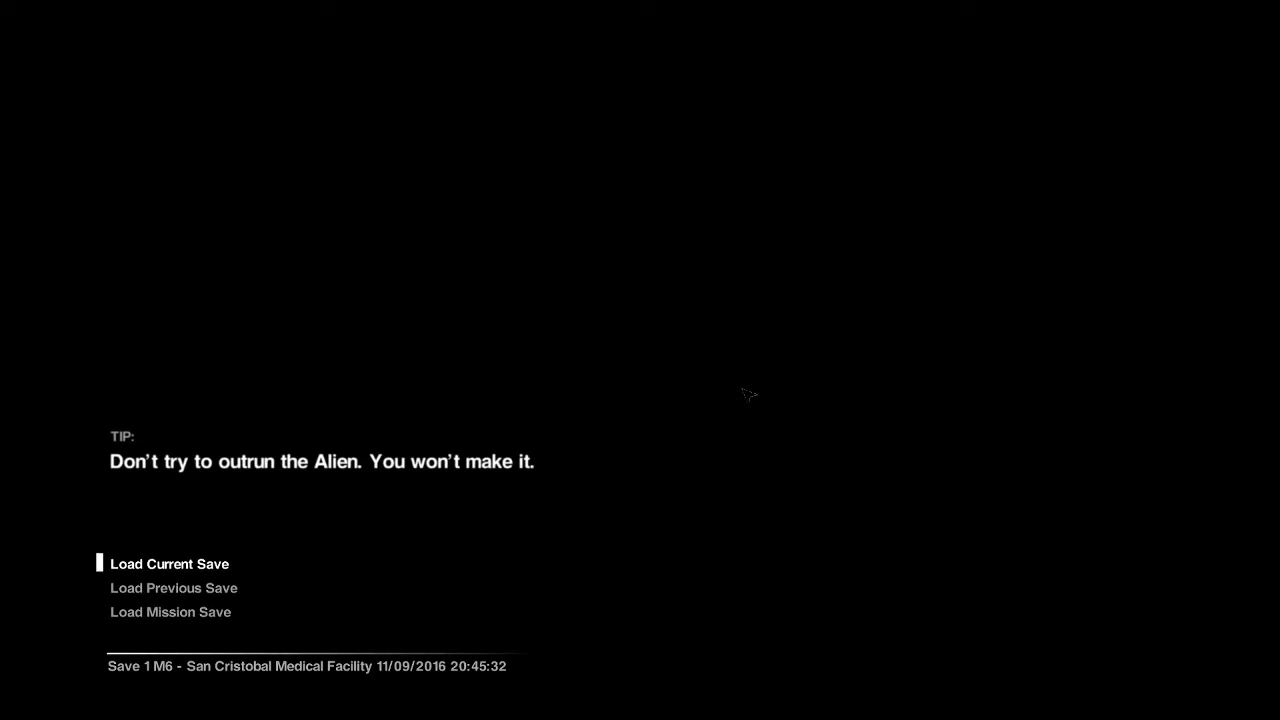 TIP:
Don't try to outrun the Alien. You won't make it.
Load Current Save
Load Previous Save
Load Mission Save
Save 1 M6 - San Cristobal Medical Facility 11/09/2016 20:45:32